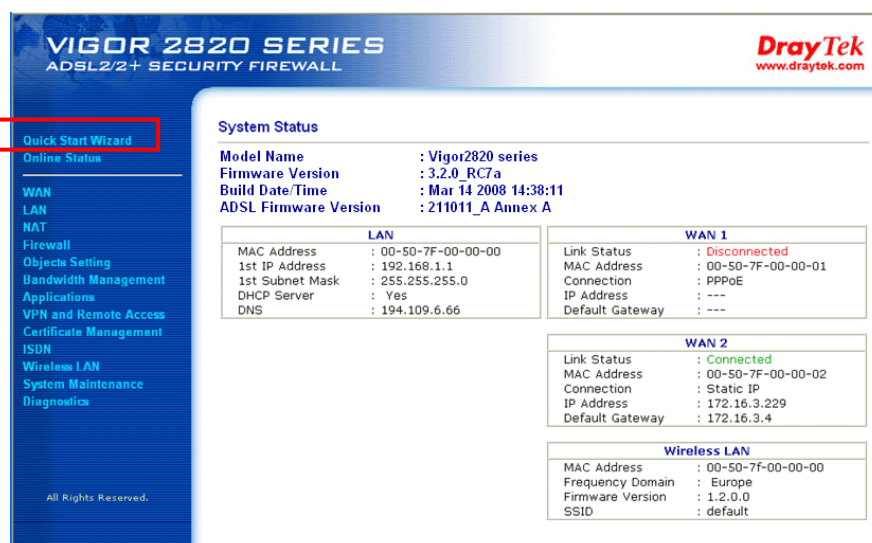 VIGOR 2820 SERIES
ADSL2/2+ SECURITY FIREWALL
DrayTek
www.draytek.com
Quick Start Wizard
Online Status
WAN
LAN
NAT
Firewall
Objects Setting
Bandwidth Management
Applications
VPN and Remote Access
Certificate Management
ISDN
Wireless LAN
System Maintenance
Diagnostics
All Rights Reserved.
System Status
Model Name : Vigor2820 series
Firmware Version : 3.2.0_RC7a
Build Date/Time : Mar 14 2008 14:38:11
ADSL Firmware Version : 211011_A Annex A
LAN
MAC Address : 00-50-7F-00-00-00
1st IP Address : 192.168.1.1
1st Subnet Mask : 255.255.255.0
DHCP Server : Yes
DNS : 194.109.6.66
WAN 1
Link Status : Disconnected
MAC Address : 00-50-7F-00-00-01
Connection : PPPoE
IP Address : ---
Default Gateway : ---
WAN 2
Link Status : Connected
MAC Address : 00-50-7F-00-00-02
Connection : Static IP
IP Address : 172.16.3.229
Default Gateway : 172.16.3.4
Wireless LAN
MAC Address : 00-50-7f-00-00-00
Frequency Domain : Europe
Firmware Version : 1.2.0.0
SSID : default